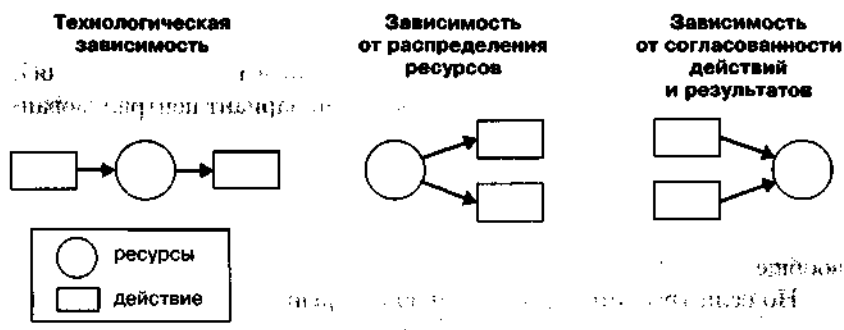 Технологическая
зависимость
Зависимость
от распределения
ресурсов
Зависимость
от согласованности
действий
и результатов
ресурсы
действие